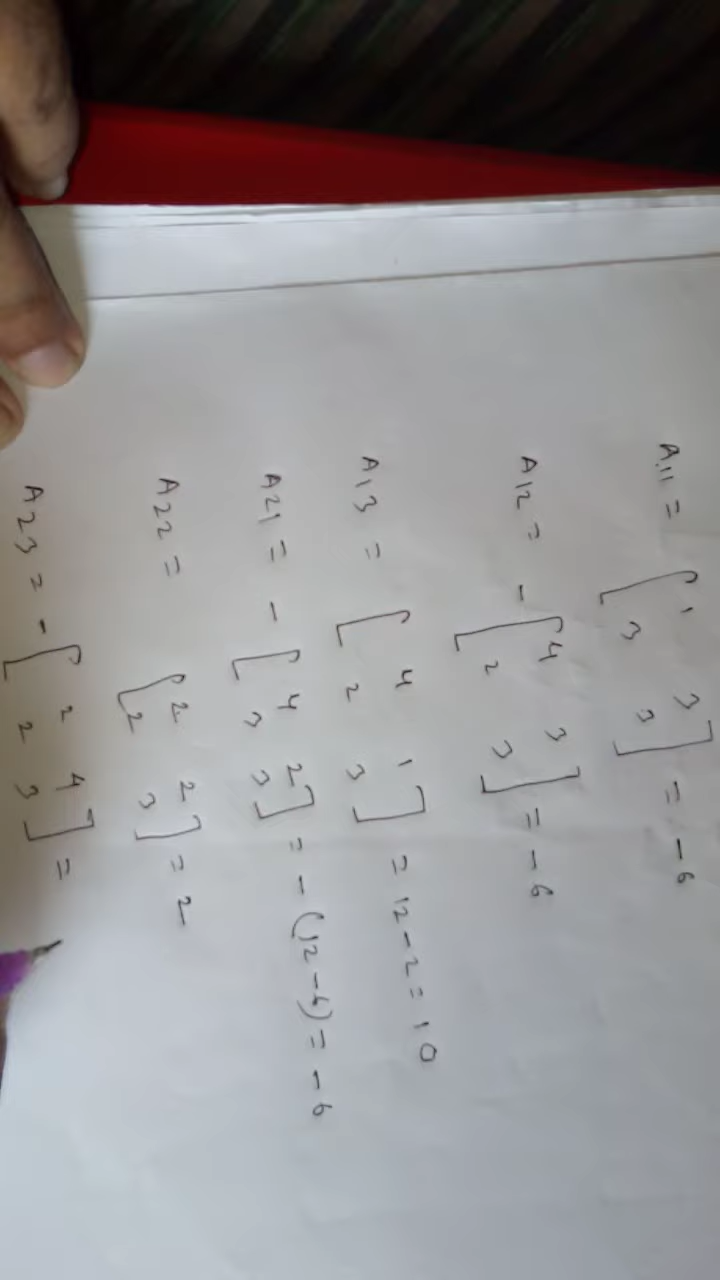 A11 = [1 3
3 3] = -6
A12 = -[4 3
2 3] = -6
A13 = [4 1
2 3] = 12-2 = 10
A21 = -[4 2
3 3] = -(12-6) = -6
A22 = [2 2
2 3] = 2
A23 = -[2 4
2 3] =